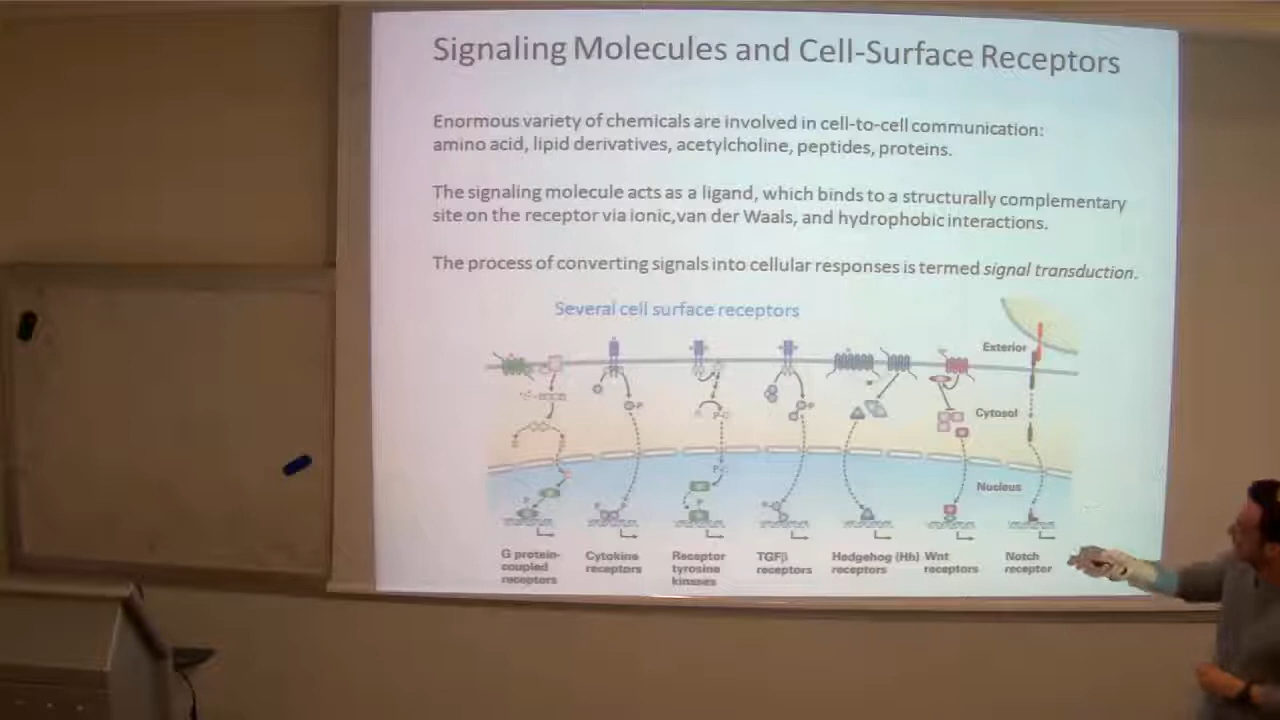 Signaling Molecules and Cell-Surface Receptors
Enormous variety of chemicals are involved in cell-to-cell communication:
amino acid, lipid derivatives, acetylcholine, peptides, proteins.
The signaling molecule acts as a ligand, which binds to a structurally complementary
site on the receptor via ionic, van der Waals, and hydrophobic interactions.
The process of converting signals into cellular responses is termed signal transduction.
Several cell surface receptors
Exterior
Cytosol
Nucleus
G protein-
coupled
receptors
Cytokine
receptors
Receptor
tyrosine
kinases
TGFβ
receptors
Hedgehog (Hh)
receptors
Wnt
receptors
Notch
receptor